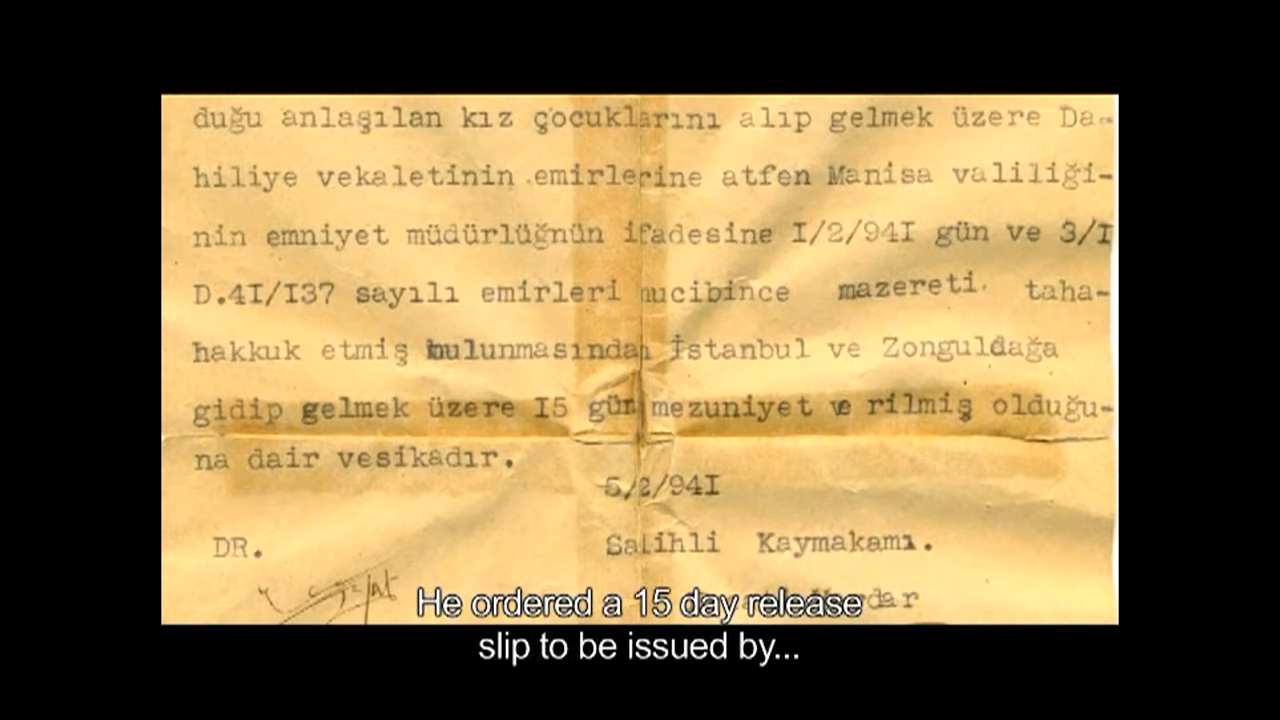 duğu anlaşılan kız çocuklarını alıp gelmek üzere Da-
hiliye vekaletinin emirlerine atfen Manisa valiliği-
nin emniyet müdürlüğnün ifadesine I/2/94I gün ve 3/I
D.4I/I37 sayılı emirleri mucibince mazereti taha-
hakkuk etmiş bulunmasından İstanbul ve Zonguldağa
gidip gelmek üzere I5 gün mezuniyet ve rilmiş olduğu-
na dair vesikadır.
5/2/94I
DR. Salihli Kaymakamı.
He ordered a 15 day release
slip to be issued by...